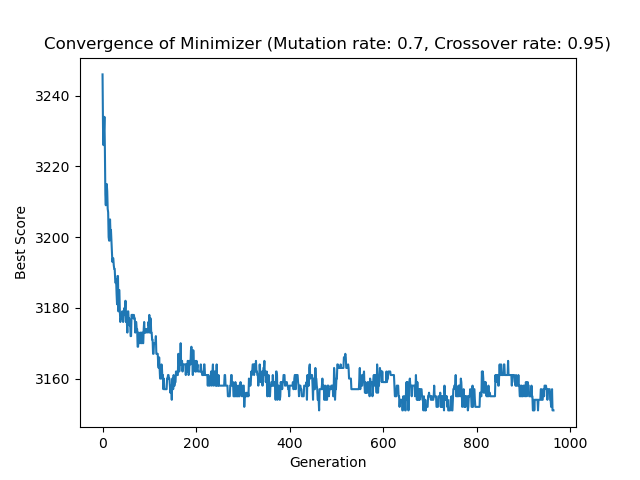 Convergence of Minimizer (Mutation rate: 0.7, Crossover rate: 0.95)
3240
3220
3200
3180
3160
Best Score
0 200 400 600 800 1000
Generation